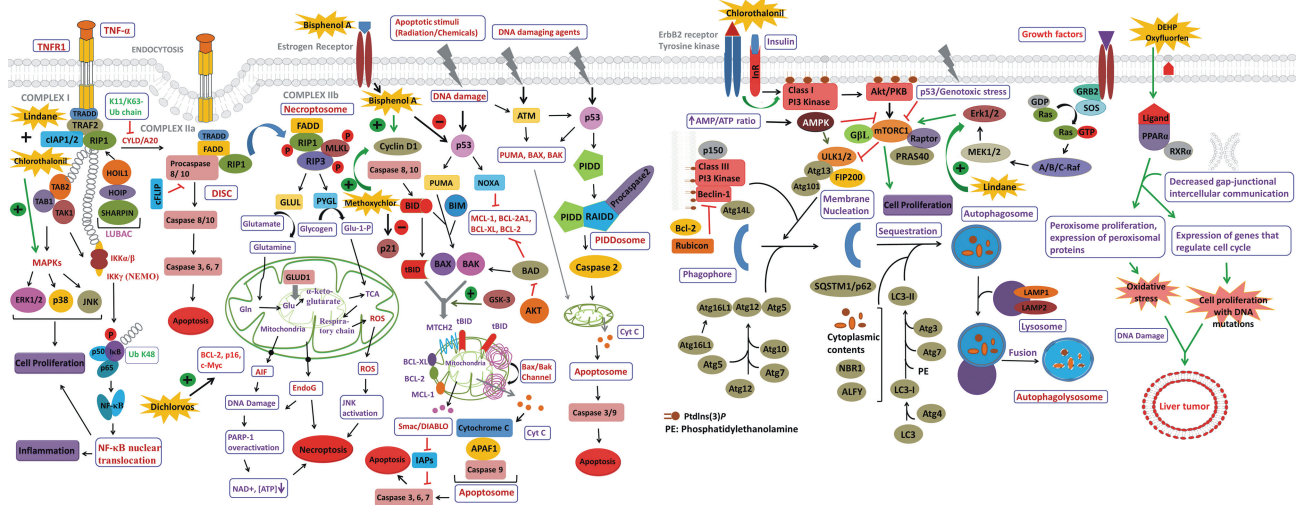 TNF-α
TNFR1
ENDOCYTOSIS
COMPLEX I
K11/K63-
Ub chain
Lindane
+
TRADD
TRAF2
cIAP1/2
RIP1
CYLD/A20
Chlorothalonil
TAB2
TAB1
TAK1
HOIL1
HOIP
SHARPIN
LUBAC
MAPKs
IKKα/β
IKKγ (NEMO)
ERK1/2
p38
JNK
Cell Proliferation
P
p50
IκB
p65
Ub K48
NF-κB
Inflammation
NF-κB nuclear
translocation
Dichlorvos
BCL-2, p16,
c-Myc
COMPLEX IIa
TRADD
FADD
RIP1
Procaspase
8/ 10
cFLIP
DISC
Caspase 8/10
Caspase 3, 6, 7
Apoptosis
COMPLEX IIb
Necroptosome
FADD
RIP1
MLKL
RIP3
P
P
P
GLUL
PYGL
Glutamate
Glycogen
Glu-1-P
Glutamine
GLUD1
α-keto-
glutarate
Gln
Glu
TCA
Respira-
tory chain
ROS
Mitochondria
AIF
EndoG
ROS
DNA Damage
JNK
activation
PARP-1
overactivation
Necroptosis
NAD+, [ATP]
Bisphenol A
Estrogen Receptor
Bisphenol A
Cyclin D1
Caspase 8, 10
Methoxychlor
p21
BID
tBID
Apoptotic stimuli
(Radiation/Chemicals)
DNA damage
p53
PUMA
NOXA
BIM
MCL-1, BCL-2A1,
BCL-XL, BCL-2
BAX
BAK
BAD
GSK-3
AKT
MTCH2
tBID
tBID
BCL-XL
Mitochondria
BCL-2
MCL-1
Bax/Bak
Channel
Smac/DIABLO
Cytochrome C
Cyt C
APAF1
Caspase 9
IAPs
Apoptosis
Caspase 3, 6, 7
Apoptosome
DNA damaging agents
ATM
p53
PUMA, BAX, BAK
PIDD
PIDD
RAIDD
Procaspase2
PIDDosome
Caspase 2
Cyt C
Apoptosome
Caspase 3/9
Apoptosis
Chlorothalonil
ErbB2 receptor
Tyrosine kinase
Insulin
InR
Class I
PI3 Kinase
Akt/PKB
p53/Genotoxic stress
AMP/ATP ratio
AMPK
GβL
mTORC1
Raptor
PRAS40
p150
Class III
PI3 Kinase
Beclin-1
Atg14L
Bcl-2
Rubicon
ULK1/2
Atg13
FIP200
Atg101
Membrane
Nucleation
Cell Proliferation
Phagophore
Sequestration
Autophagosome
Atg16L1
Atg12
Atg5
Atg16L1
Atg5
Atg10
Atg7
Atg12
SQSTM1/p62
Cytoplasmic
contents
NBR1
ALFY
LC3-II
Atg3
Atg7
PE
LC3-I
Atg4
LC3
LAMP1
LAMP2
Lysosome
Fusion
Autophagolysosome
PtdIns(3)P
PE: Phosphatidylethanolamine
Growth factors
GRB2
SOS
GDP
Ras
Ras
GTP
Erk1/2
MEK1/2
A/B/C-Raf
Lindane
DEHP
Oxyflurofen
Ligand
PPARα
RXRα
Decreased gap-junctional
intercellular communication
Peroxisome proliferation,
expression of peroxisomal
proteins
Expression of genes that
regulate cell cycle
Oxidative
stress
Cell proliferation
with DNA
mutations
DNA Damage
Liver tumor